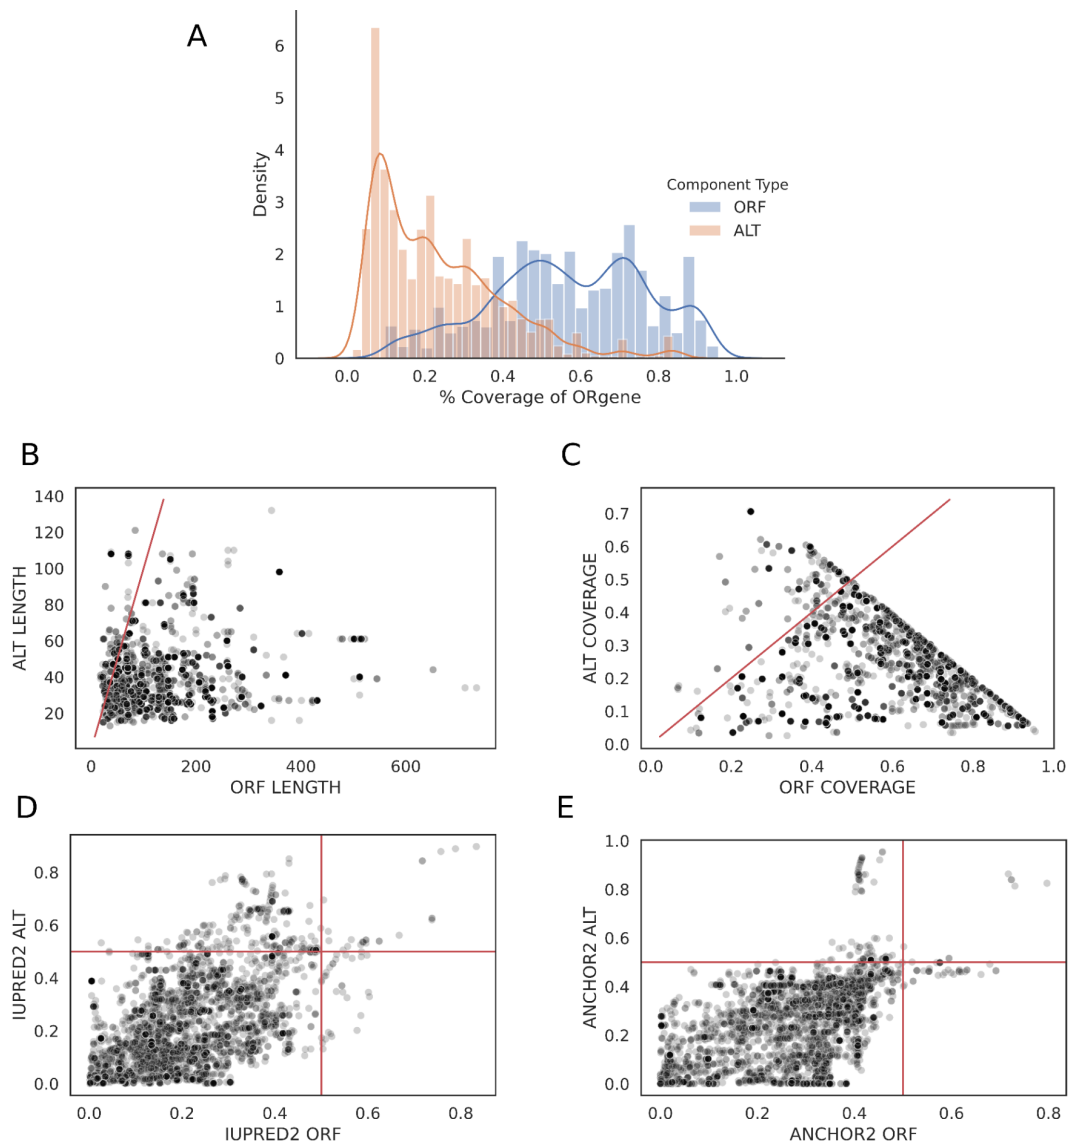 A
6
5
4
3
2
1
0
Density
Component Type
ORF
ALT
0.0 0.2 0.4 0.6 0.8 1.0
% Coverage of ORgene
B
140
120
100
80
60
40
20
ALT LENGTH
0 200 400 600
ORF LENGTH
C
0.7
0.6
0.5
0.4
0.3
0.2
0.1
0.0
ALT COVERAGE
0.0 0.2 0.4 0.6 0.8 1.0
ORF COVERAGE
D
0.8
0.6
0.4
0.2
0.0
IUPRED2 ALT
0.0 0.2 0.4 0.6 0.8
IUPRED2 ORF
E
1.0
0.8
0.6
0.4
0.2
0.0
ANCHOR2 ALT
0.0 0.2 0.4 0.6 0.8
ANCHOR2 ORF